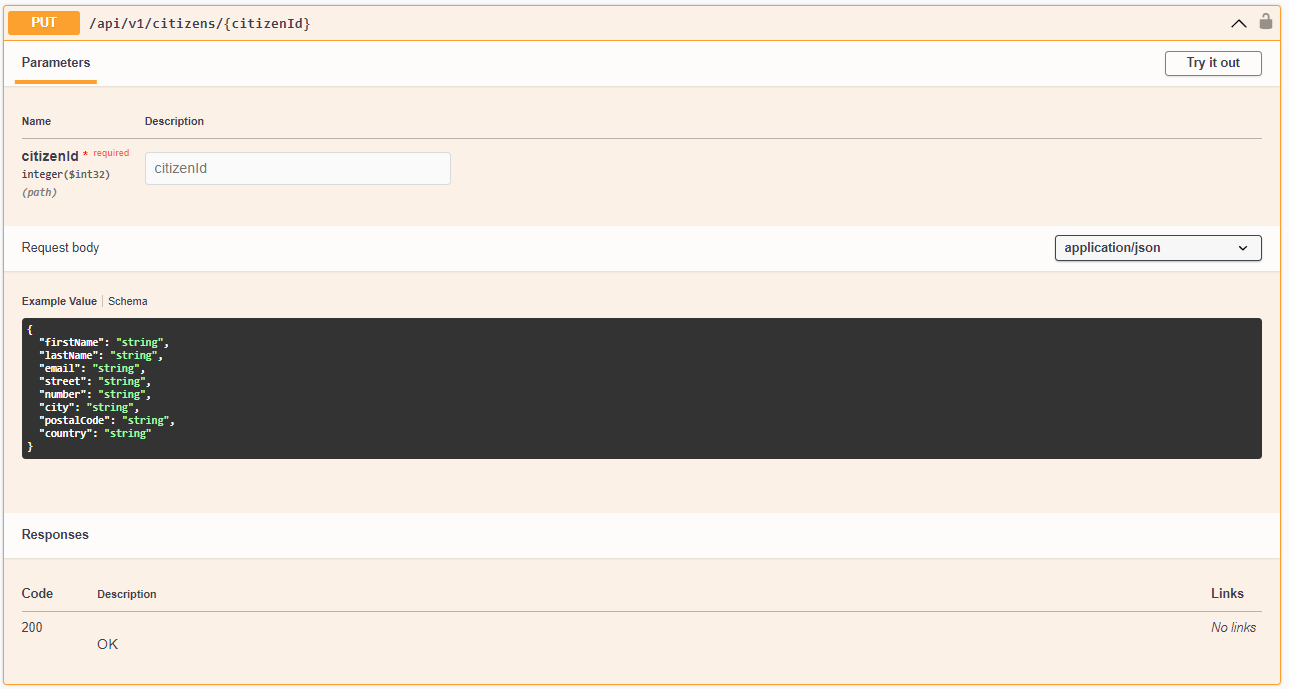 PUT /api/v1/citizens/{citizenId}
Parameters Try it out
Name Description
citizenId * required
integer($int32)
(path)
citizenId
Request body application/json
Example Value Schema
{
  "firstName": "string",
  "lastName": "string",
  "email": "string",
  "street": "string",
  "number": "string",
  "city": "string",
  "postalCode": "string",
  "country": "string"
}
Responses
Code Description Links
200 No links
OK